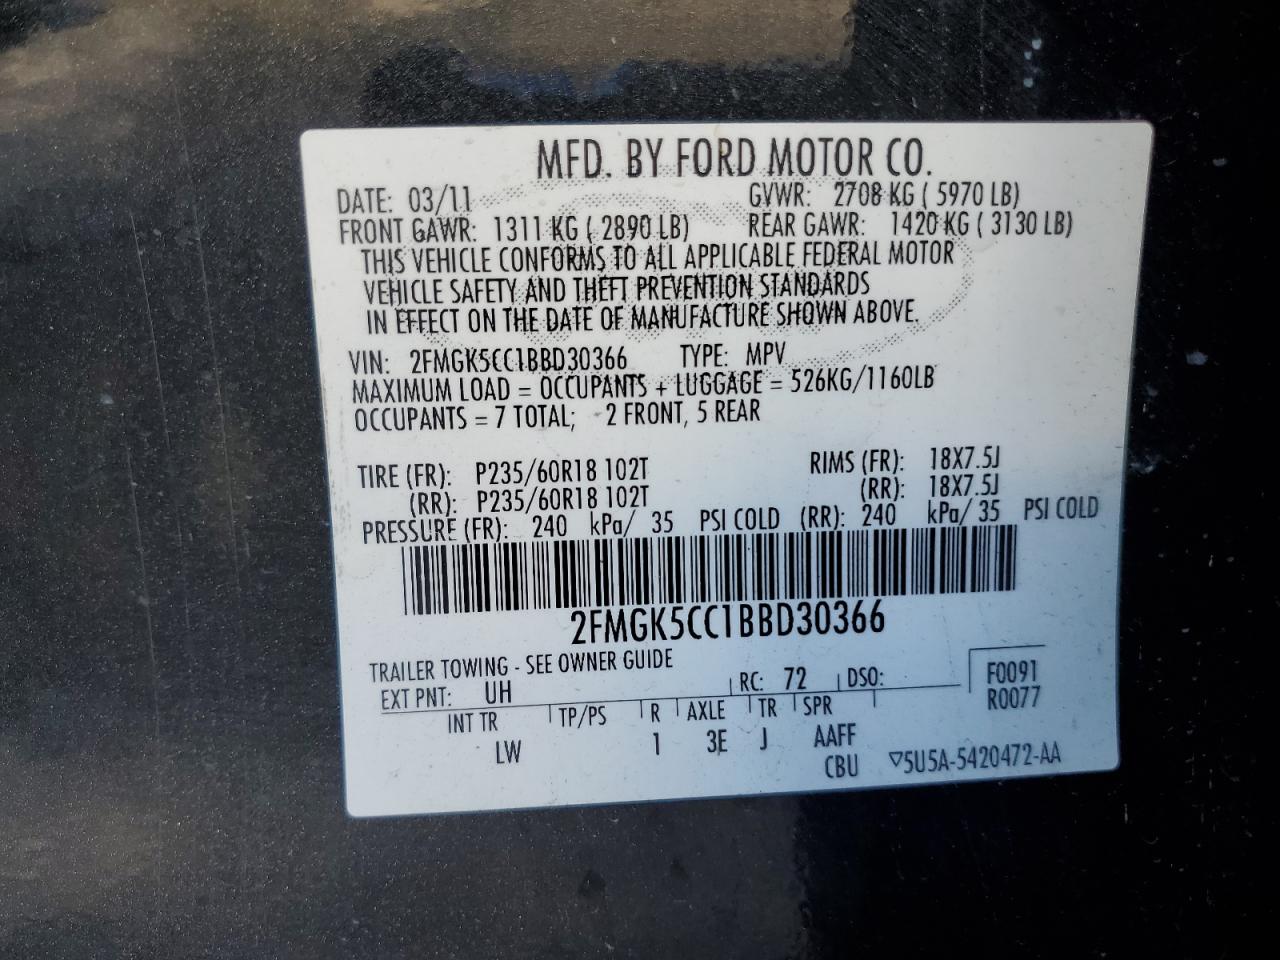 MFD. BY FORD MOTOR CO.
DATE: 03/11 GVWR: 2708 KG ( 5970 LB)
FRONT GAWR: 1311 KG ( 2890 LB) REAR GAWR: 1420 KG ( 3130 LB)
THIS VEHICLE CONFORMS TO ALL APPLICABLE FEDERAL MOTOR
VEHICLE SAFETY AND THEFT PREVENTION STANDARDS
IN EFFECT ON THE DATE OF MANUFACTURE SHOWN ABOVE.
VIN: 2FMGK5CC1BBD30366 TYPE: MPV
MAXIMUM LOAD = OCCUPANTS + LUGGAGE = 526KG/1160LB
OCCUPANTS = 7 TOTAL; 2 FRONT, 5 REAR
TIRE (FR): P235/60R18 102T RIMS (FR): 18X7.5J
(RR): P235/60R18 102T (RR): 18X7.5J
PRESSURE (FR): 240 kPa/ 35 PSI COLD (RR): 240 kPa/ 35 PSI COLD
2FMGK5CC1BBD30366
TRAILER TOWING - SEE OWNER GUIDE
EXT PNT: UH RC: 72 DSO: F0091
R0077
INT TR TP/PS R AXLE TR SPR
LW 1 3E J AAFF
CBU ▽5U5A-5420472-AA